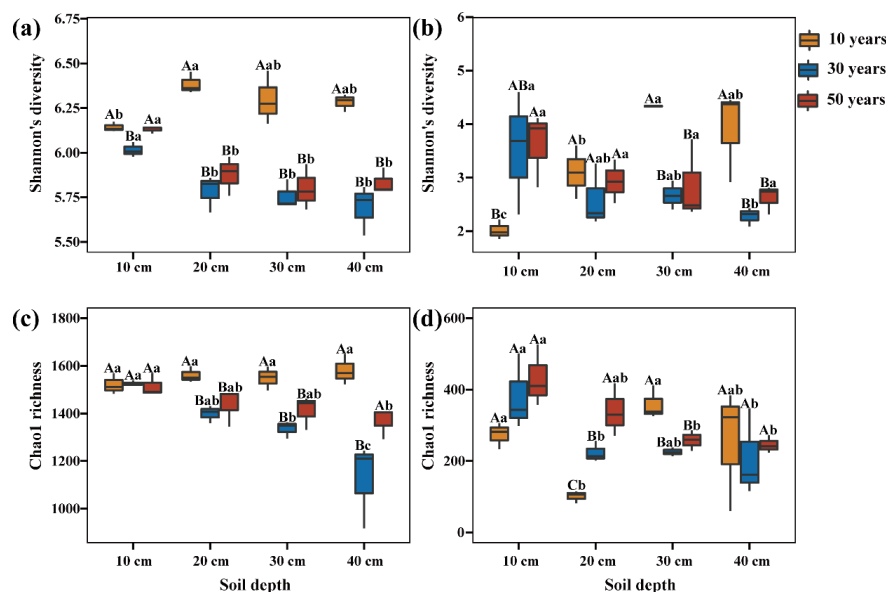 (a)
Shannon's diversity
6.75
6.50
6.25
6.00
5.75
5.50
Ab
Ba
Aa
Aa
Bb
Bb
Aab
Bb
Bb
Aab
Bb
Bb
10 cm
20 cm
30 cm
40 cm
(b)
Shannon's diversity
6
5
4
3
2
Bc
ABa
Aa
Ab
Aab
Aa
Aa
Bab
Ba
Aab
Bb
Ba
10 cm
20 cm
30 cm
40 cm
10 years
30 years
50 years
(c)
Chao1 richness
1800
1600
1400
1200
1000
Aa
Aa
Aa
Aa
Bab
Bab
Aa
Bb
Bab
Aa
Bc
Ab
10 cm
20 cm
30 cm
40 cm
Soil depth
(d)
Chao1 richness
600
400
200
0
Aa
Aa
Aa
Cb
Bb
Aab
Aa
Bab
Bb
Aab
Ab
Ab
10 cm
20 cm
30 cm
40 cm
Soil depth